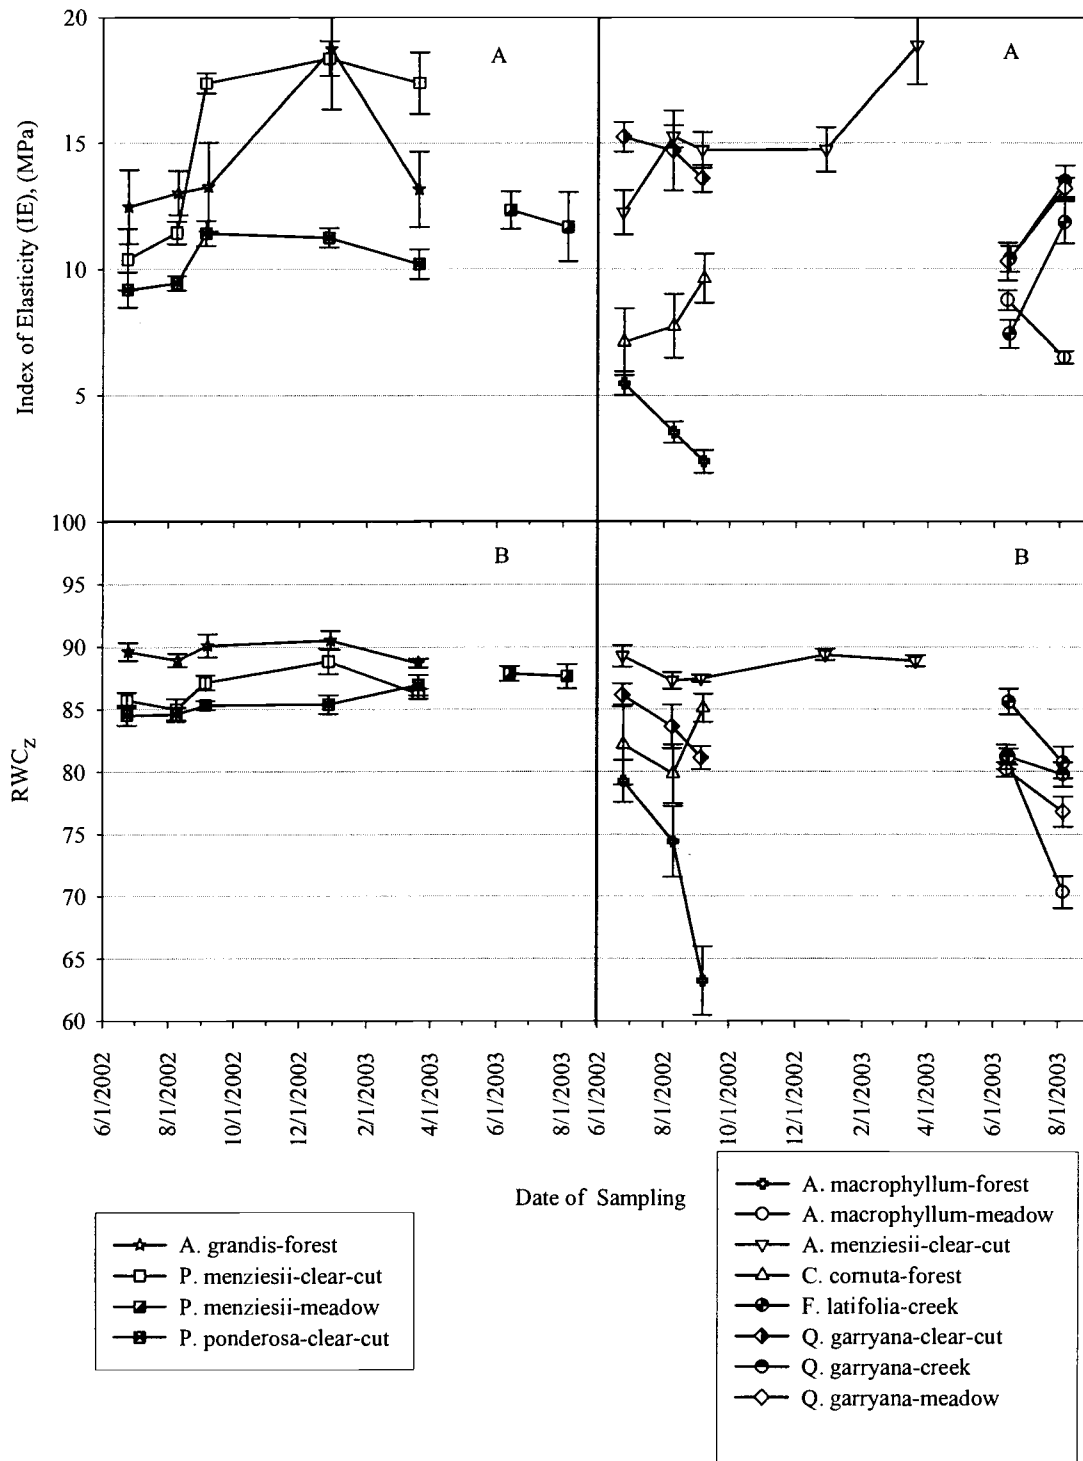 20
15
10
5
Index of Elasticity (IE), (MPa)
A
A
100
95
90
85
80
75
70
65
60
RWCZ
B
B
6/1/2002
8/1/2002
10/1/2002
12/1/2002
2/1/2003
4/1/2003
6/1/2003
8/1/2003
6/1/2002
8/1/2002
10/1/2002
12/1/2002
2/1/2003
4/1/2003
6/1/2003
8/1/2003
Date of Sampling
A. grandis-forest
P. menziesii-clear-cut
P. menziesii-meadow
P. ponderosa-clear-cut
A. macrophyllum-forest
A. macrophyllum-meadow
A. menziesii-clear-cut
C. cornuta-forest
F. latifolia-creek
Q. garryana-clear-cut
Q. garryana-creek
Q. garryana-meadow